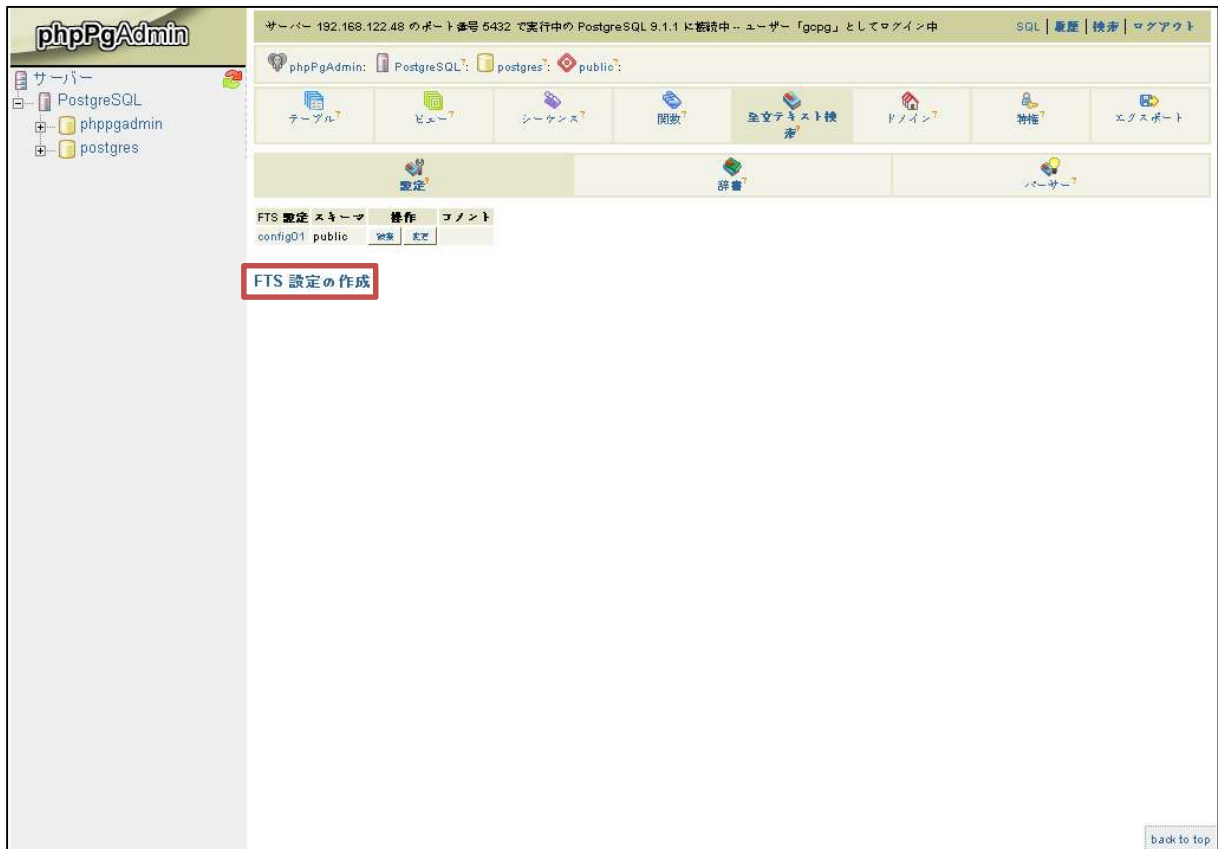 phpPgAdmin
サーバー 192.168.122.48 のポート番号 5432 で実行中の PostgreSQL 9.1.1 に接続中 -- ユーザー「gopg」としてログイン中
SQL | 履歴 | 検索 | ログアウト
phpPgAdmin: PostgreSQL?: postgres?: public?:
サーバー
PostgreSQL
phppgadmin
postgres
テーブル? ビュー? シーケンス? 関数? 全文テキスト検索? ドメイン? 特権? エクスポート
設定? 辞書? パーサー?
FTS 設定 スキーマ 操作 コメント
config01 public 破棄 変更
FTS 設定の作成
back to top